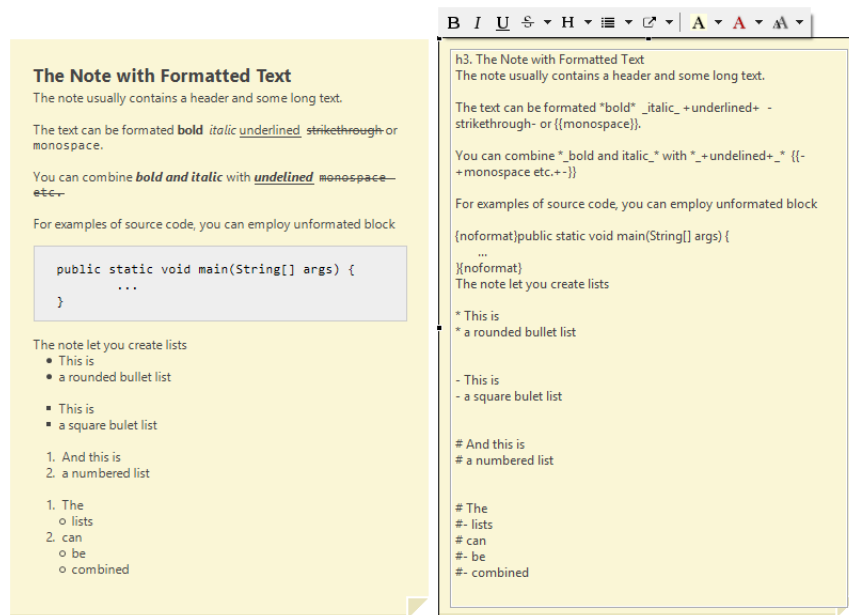 The Note with Formatted Text
The note usually contains a header and some long text.
The text can be formated bold italic underlined strikethrough or
monospace.
You can combine bold and italic with undelined monospace
etc.
For examples of source code, you can employ unformated block
public static void main(String[] args) {
...
}
The note let you create lists
• This is
• a rounded bullet list
▪ This is
▪ a square bulet list
1. And this is
2. a numbered list
1. The
o lists
2. can
o be
o combined
B I U S H A A AA
h3. The Note with Formatted Text
The note usually contains a header and some long text.
The text can be formated *bold* _italic_ +underlined+ -
strikethrough- or {{monospace}}.
You can combine *_bold and italic_* with *_+undelined+_* {{-
+monospace etc.+-}}
For examples of source code, you can employ unformated block
{noformat}public static void main(String[] args) {
...
}{noformat}
The note let you create lists
* This is
* a rounded bullet list
- This is
- a square bulet list
# And this is
# a numbered list
# The
#- lists
# can
#- be
#- combined